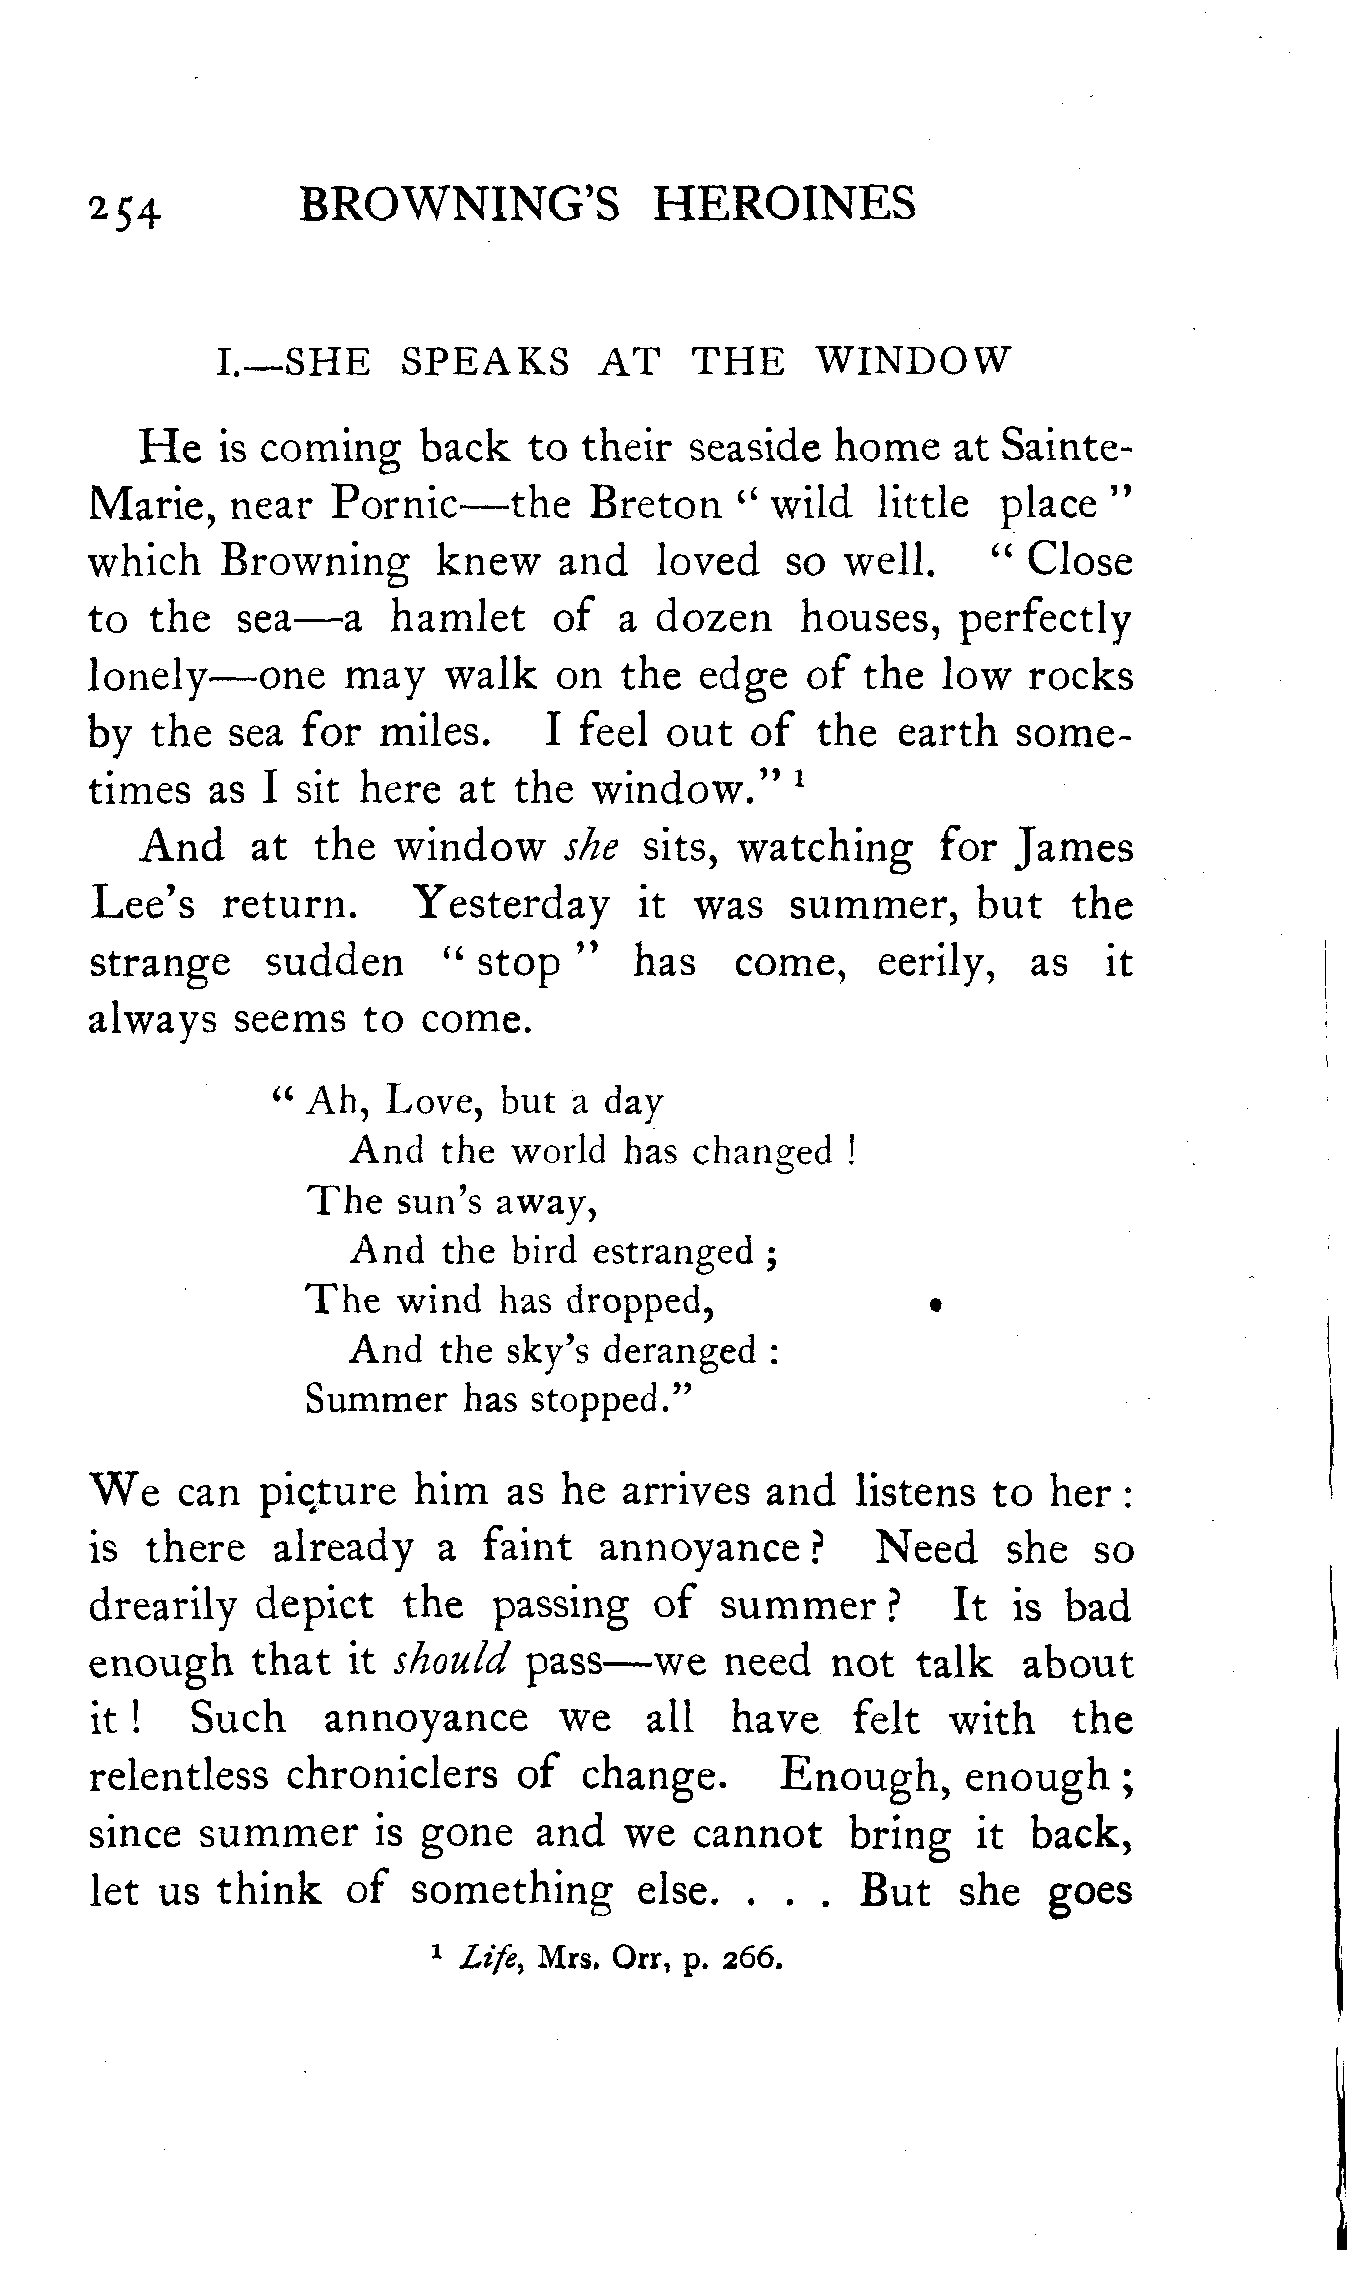 254 BROWNING'S HEROINES
I.—SHE SPEAKS AT THE WINDOW
He is coming back to their seaside home at Sainte-
Marie, near Pornic—the Breton “ wild little place ”
which Browning knew and loved so well. “ Close
to the sea—a hamlet of a dozen houses, perfectly
lonely—one may walk on the edge of the low rocks
by the sea for miles. I feel out of the earth some-
times as I sit here at the window.” ¹
And at the window she sits, watching for James
Lee's return. Yesterday it was summer, but the
strange sudden “ stop ” has come, eerily, as it
always seems to come.
“ Ah, Love, but a day
And the world has changed !
The sun's away,
And the bird estranged ;
The wind has dropped,
And the sky's deranged :
Summer has stopped.”
We can picture him as he arrives and listens to her :
is there already a faint annoyance ? Need she so
drearily depict the passing of summer ? It is bad
enough that it should pass—we need not talk about
it ! Such annoyance we all have felt with the
relentless chroniclers of change. Enough, enough ;
since summer is gone and we cannot bring it back,
let us think of something else. . . . But she goes
¹ Life, Mrs. Orr, p. 266.